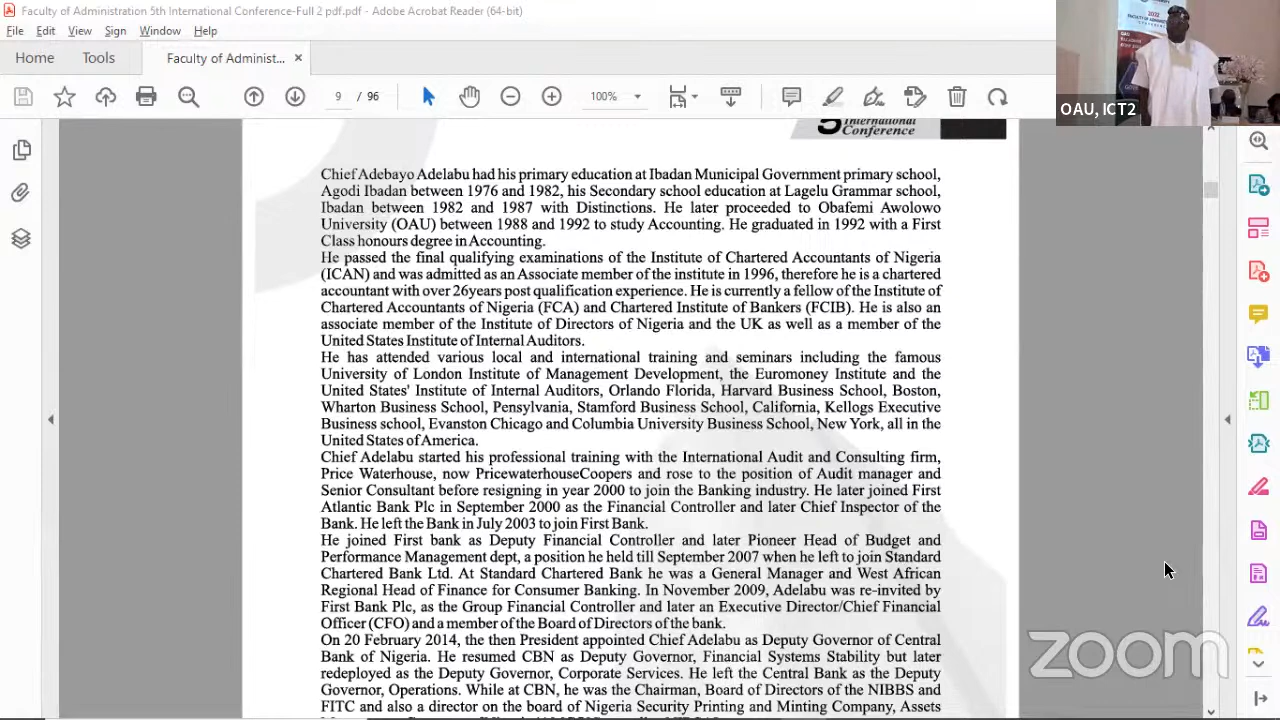 Faculty of Administration 5th International Conference-Full 2 pdf.pdf - Adobe Acrobat Reader (64-bit)
File Edit View Sign Window Help
Home Tools Faculty of Administ... ×
9 / 96 100%
OAU, ICT2
5 International
Conference
Chief Adebayo Adelabu had his primary education at Ibadan Municipal Government primary school,
Agodi Ibadan between 1976 and 1982, his Secondary school education at Lagelu Grammar school,
Ibadan between 1982 and 1987 with Distinctions. He later proceeded to Obafemi Awolowo
University (OAU) between 1988 and 1992 to study Accounting. He graduated in 1992 with a First
Class honours degree in Accounting.
He passed the final qualifying examinations of the Institute of Chartered Accountants of Nigeria
(ICAN) and was admitted as an Associate member of the institute in 1996, therefore he is a chartered
accountant with over 26years post qualification experience. He is currently a fellow of the Institute of
Chartered Accountants of Nigeria (FCA) and Chartered Institute of Bankers (FCIB). He is also an
associate member of the Institute of Directors of Nigeria and the UK as well as a member of the
United States Institute of Internal Auditors.
He has attended various local and international training and seminars including the famous
University of London Institute of Management Development, the Euromoney Institute and the
United States' Institute of Internal Auditors, Orlando Florida, Harvard Business School, Boston,
Wharton Business School, Pensylvania, Stamford Business School, California, Kellogs Executive
Business school, Evanston Chicago and Columbia University Business School, New York, all in the
United States of America.
Chief Adelabu started his professional training with the International Audit and Consulting firm,
Price Waterhouse, now PricewaterhouseCoopers and rose to the position of Audit manager and
Senior Consultant before resigning in year 2000 to join the Banking industry. He later joined First
Atlantic Bank Plc in September 2000 as the Financial Controller and later Chief Inspector of the
Bank. He left the Bank in July 2003 to join First Bank.
He joined First bank as Deputy Financial Controller and later Pioneer Head of Budget and
Performance Management dept, a position he held till September 2007 when he left to join Standard
Chartered Bank Ltd. At Standard Chartered Bank he was a General Manager and West African
Regional Head of Finance for Consumer Banking. In November 2009, Adelabu was re-invited by
First Bank Plc, as the Group Financial Controller and later an Executive Director/Chief Financial
Officer (CFO) and a member of the Board of Directors of the bank.
On 20 February 2014, the then President appointed Chief Adelabu as Deputy Governor of Central
Bank of Nigeria. He resumed CBN as Deputy Governor, Financial Systems Stability but later
redeployed as the Deputy Governor, Corporate Services. He left the Central Bank as the Deputy
Governor, Operations. While at CBN, he was the Chairman, Board of Directors of the NIBBS and
FITC and also a director on the board of Nigeria Security Printing and Minting Company, Assets
zoom